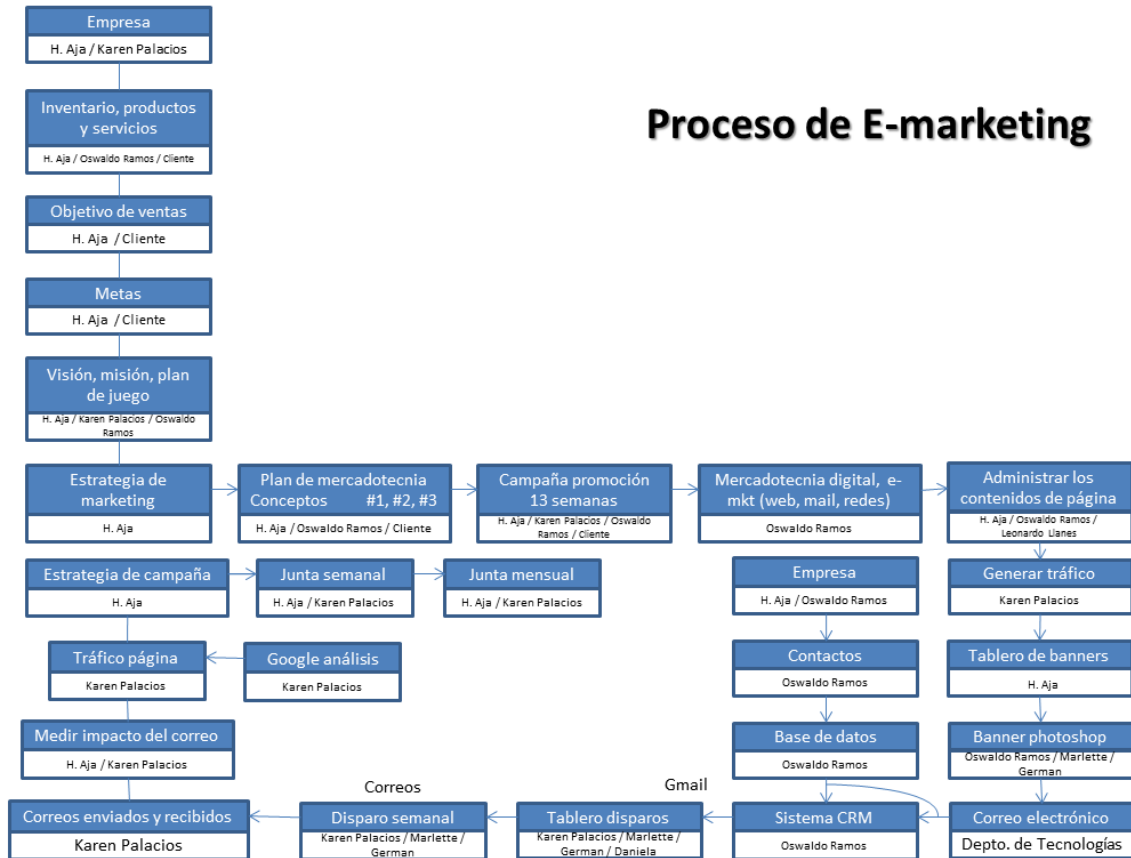 Proceso de E-marketing
Empresa
H. Aja / Karen Palacios
Inventario, productos
y servicios
H. Aja / Oswaldo Ramos / Cliente
Objetivo de ventas
H. Aja / Cliente
Metas
H. Aja / Cliente
Visión, misión, plan
de juego
H. Aja / Karen Palacios / Oswaldo
Ramos
Estrategia de
marketing
H. Aja
Plan de mercadotecnia
Conceptos #1, #2, #3
H. Aja / Oswaldo Ramos / Cliente
Campaña promoción
13 semanas
H. Aja / Karen Palacios / Oswaldo
Ramos / Cliente
Mercadotecnia digital, e-
mkt (web, mail, redes)
Oswaldo Ramos
Administrar los
contenidos de página
H. Aja / Oswaldo Ramos /
Leonardo Llanes
Estrategia de campaña
H. Aja
Junta semanal
H. Aja / Karen Palacios
Junta mensual
H. Aja / Karen Palacios
Empresa
H. Aja / Oswaldo Ramos
Generar tráfico
Karen Palacios
Tráfico página
Karen Palacios
Google análisis
Karen Palacios
Contactos
Oswaldo Ramos
Tablero de banners
H. Aja
Medir impacto del correo
H. Aja / Karen Palacios
Base de datos
Oswaldo Ramos
Banner photoshop
Oswaldo Ramos / Marlette /
German
Correos
Gmail
Correos enviados y recibidos
Karen Palacios
Disparo semanal
Karen Palacios / Marlette /
German
Tablero disparos
Karen Palacios / Marlette /
German / Daniela
Sistema CRM
Oswaldo Ramos
Correo electrónico
Depto. de Tecnologías